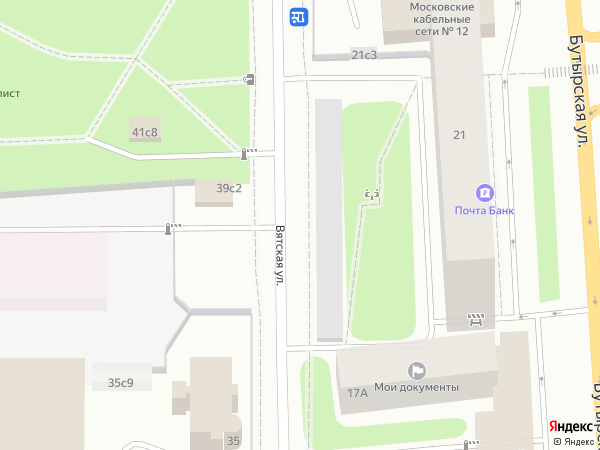 Московские
кабельные
сети № 12
21с3
Бутырская ул.
лист
41с8
21
39с2
Почта Банк
Вятская ул.
35с9
Мои документы
17А
35
Яндекс
© Яндекс